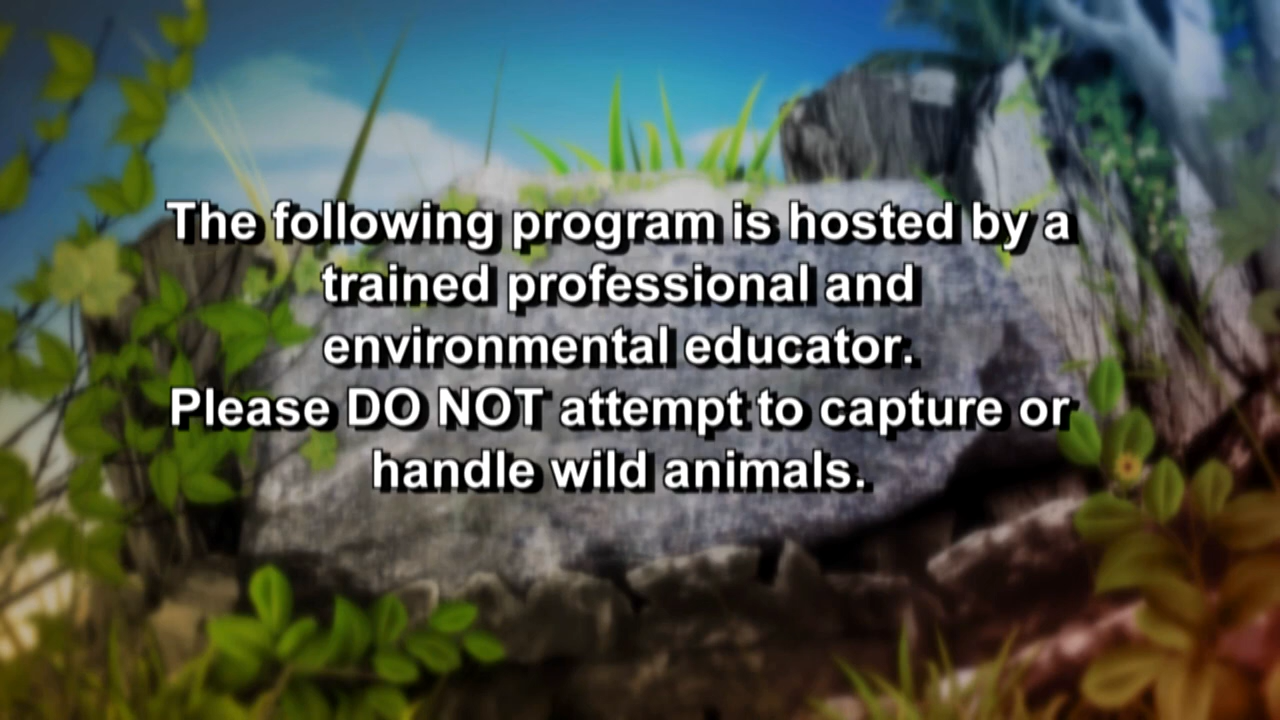 The following program is hosted by a
trained professional and
environmental educator.
Please DO NOT attempt to capture or
handle wild animals.